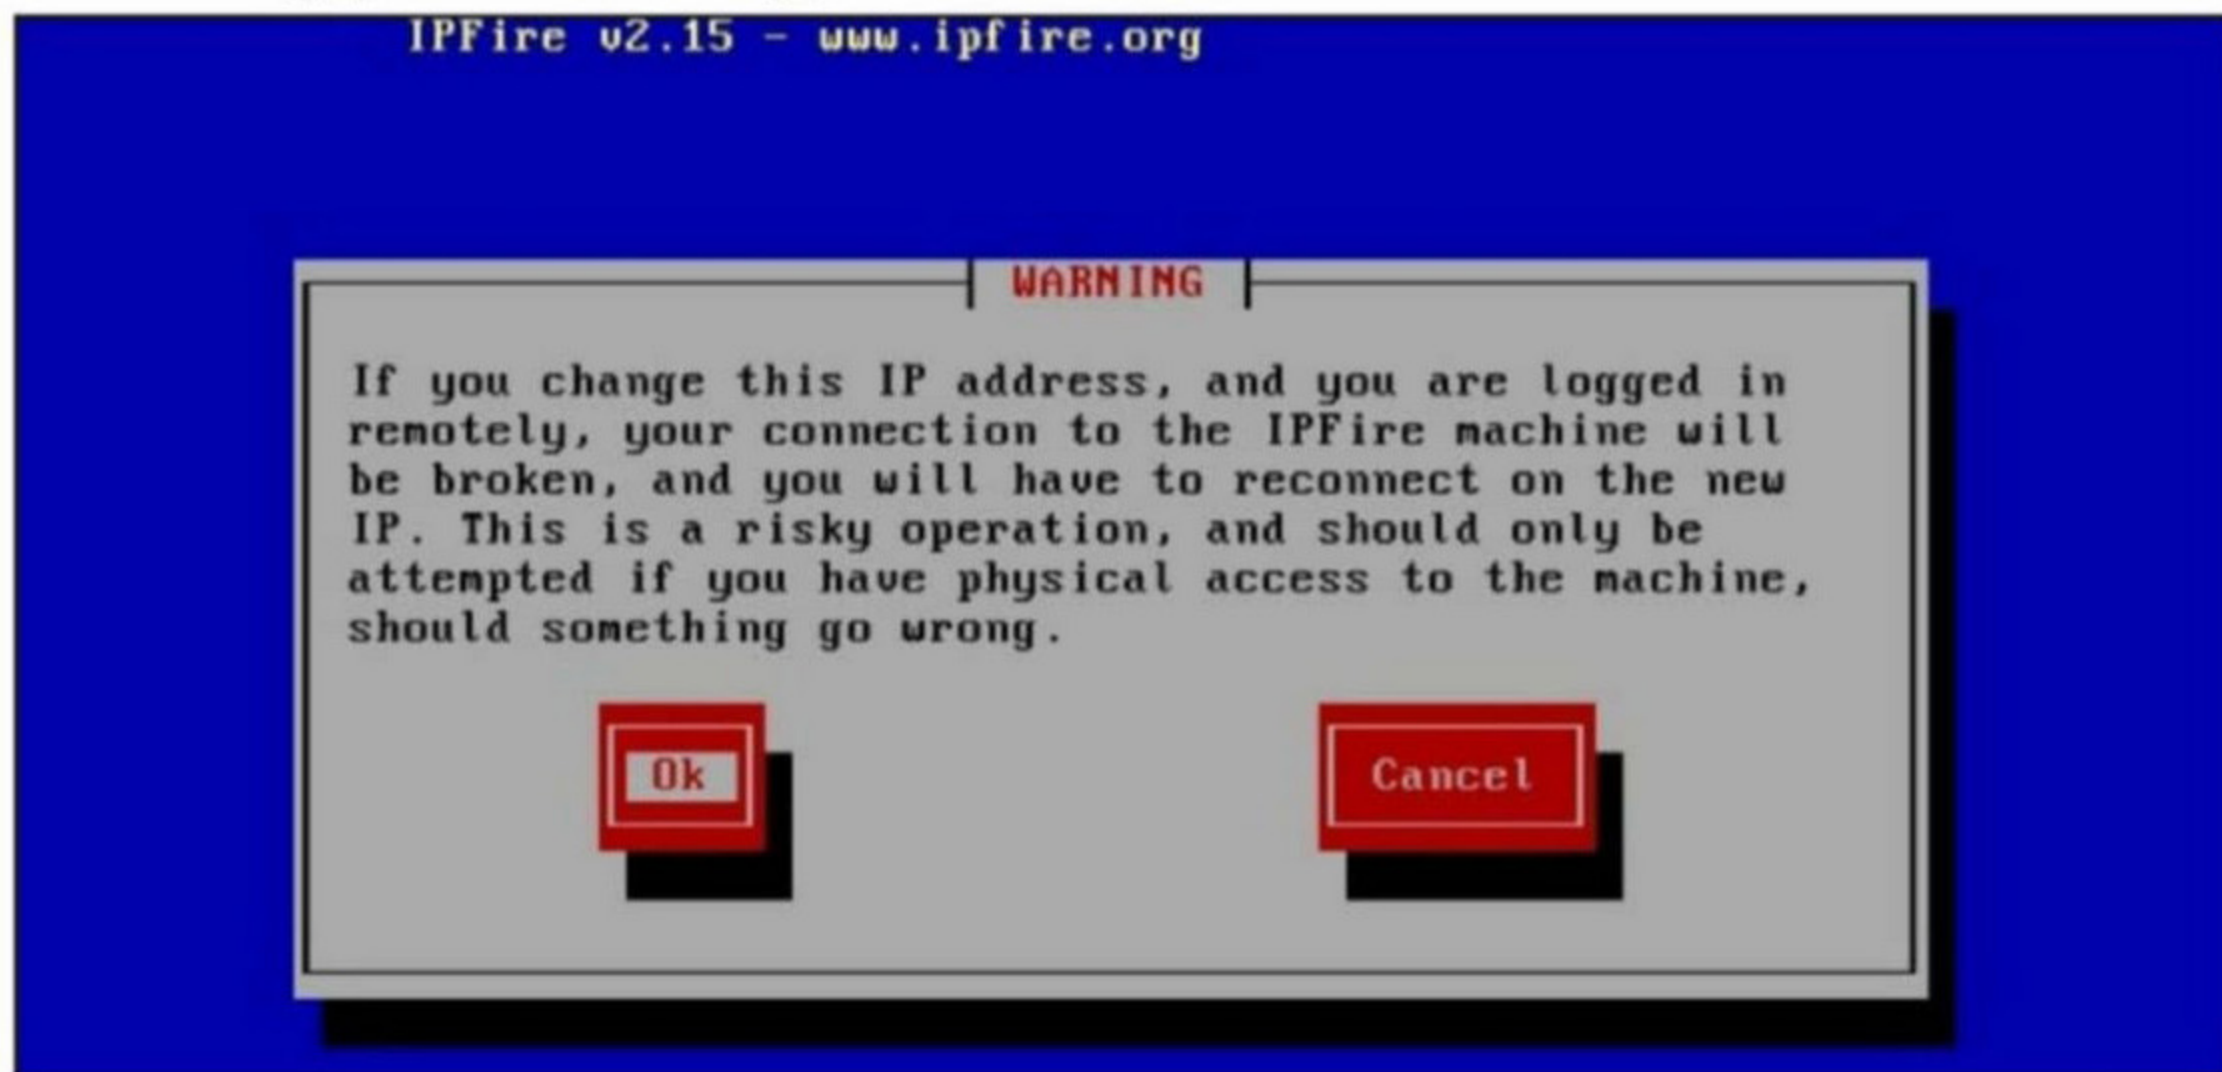 IPFire v2.15 - www.ipfire.org
WARNING
If you change this IP address, and you are logged in
remotely, your connection to the IPFire machine will
be broken, and you will have to reconnect on the new
IP. This is a risky operation, and should only be
attempted if you have physical access to the machine,
should something go wrong.
Ok
Cancel